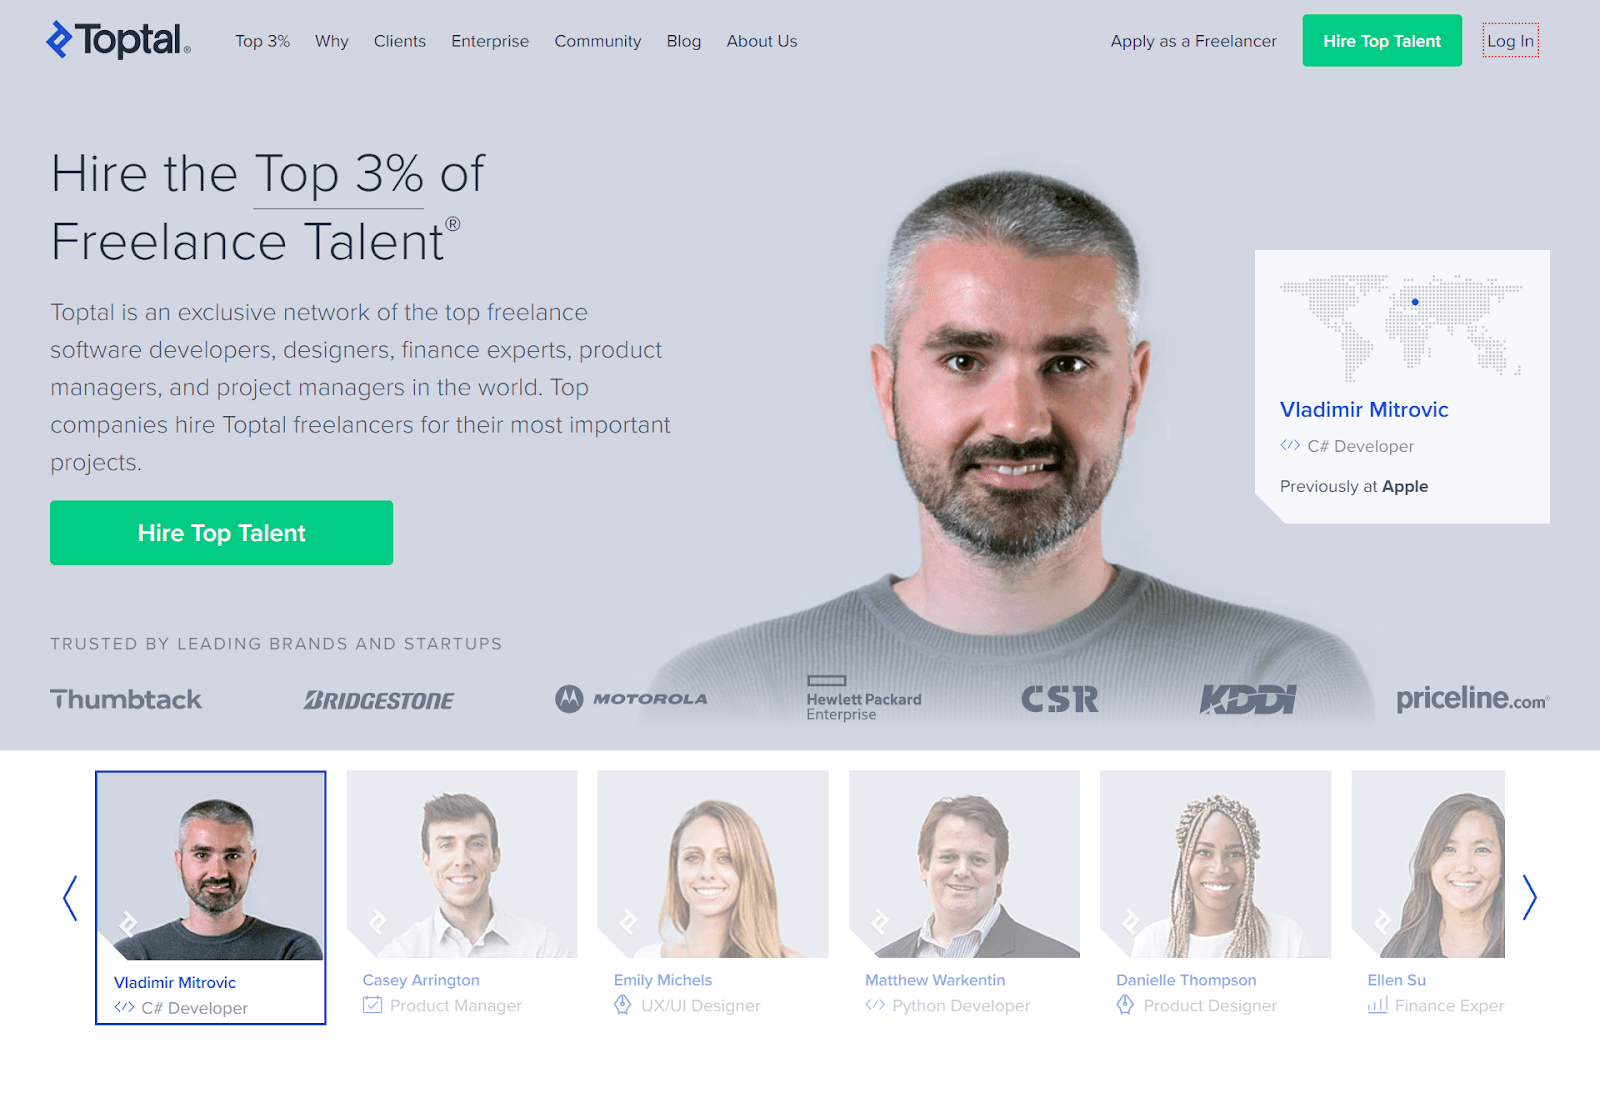 Toptal®
Top 3% Why Clients Enterprise Community Blog About Us Apply as a Freelancer Hire Top Talent Log In
Hire the Top 3% of
Freelance Talent®
Toptal is an exclusive network of the top freelance
software developers, designers, finance experts, product
managers, and project managers in the world. Top
companies hire Toptal freelancers for their most important
projects.
Hire Top Talent
Vladimir Mitrovic
</> C# Developer
Previously at Apple
TRUSTED BY LEADING BRANDS AND STARTUPS
Thumbtack
BRIDGESTONE
MOTOROLA
Hewlett Packard
Enterprise
CSR
KDDI
priceline.com®
Vladimir Mitrovic
</> C# Developer
Casey Arrington
Product Manager
Emily Michels
UX/UI Designer
Matthew Warkentin
</> Python Developer
Danielle Thompson
Product Designer
Ellen Su
Finance Exper